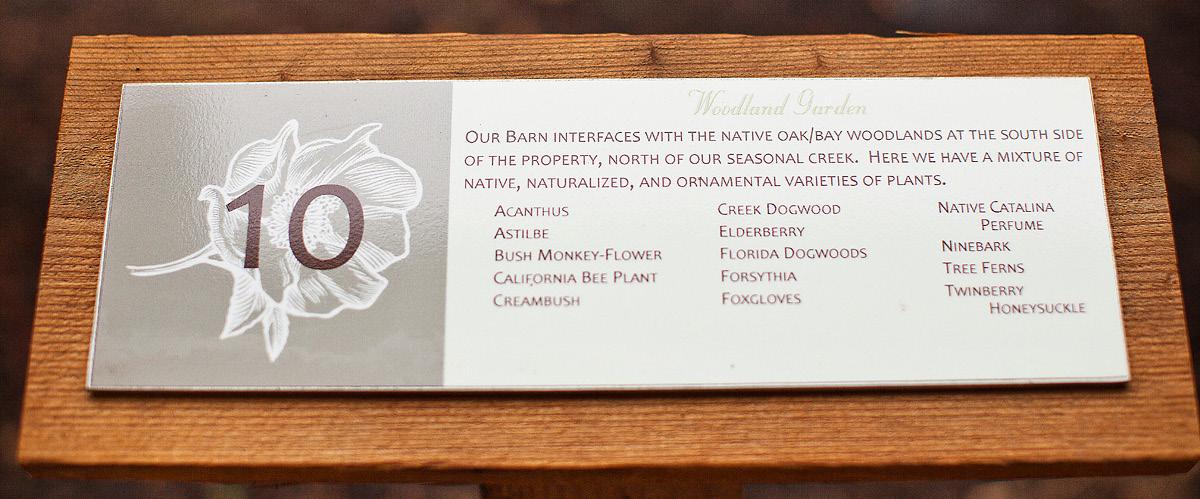 10
Woodland Garden
OUR BARN INTERFACES WITH THE NATIVE OAK/BAY WOODLANDS AT THE SOUTH SIDE
OF THE PROPERTY, NORTH OF OUR SEASONAL CREEK. HERE WE HAVE A MIXTURE OF
NATIVE, NATURALIZED, AND ORNAMENTAL VARIETIES OF PLANTS.
ACANTHUS
ASTILBE
BUSH MONKEY-FLOWER
CALIFORNIA BEE PLANT
CREAMBUSH
CREEK DOGWOOD
ELDERBERRY
FLORIDA DOGWOODS
FORSYTHIA
FOXGLOVES
NATIVE CATALINA
PERFUME
NINEBARK
TREE FERNS
TWINBERRY
HONEYSUCKLE